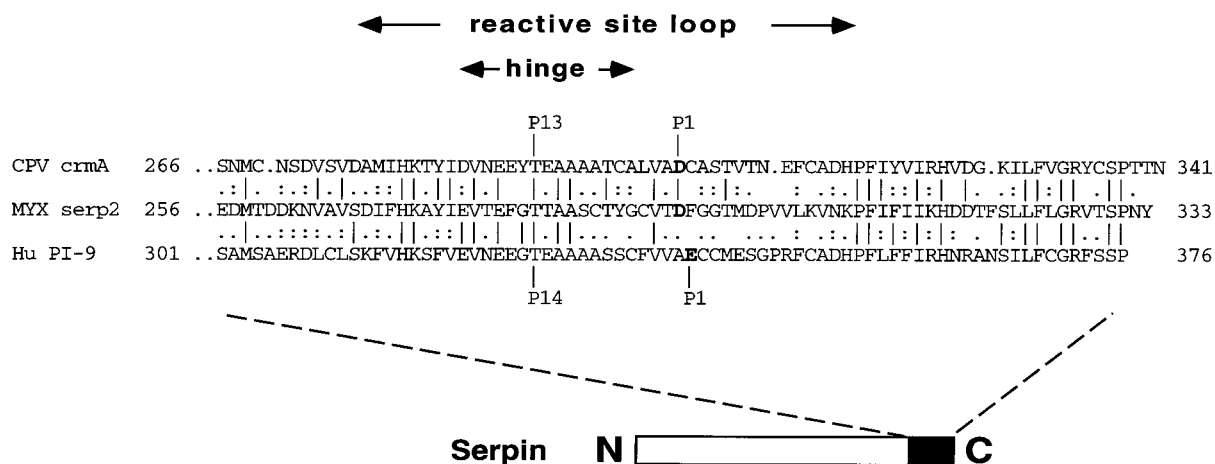 reactive site loop
hinge
P13 P1
CPV crmA 266 ..SNMC.NSDVSVDAMIHKTYIDVNEEYTEAAAATCALVADCASTVTN.EFCADHPFIYVIRHVDG.KILFVGRYCSPTTN 341
MYX serp2 256 ..EDMTDDKNVAVSDIFHKAYIEVTEFGTTAASCTYGCVTDFGGTMDPVVLKVNKPFIFIIKHDDTFSLLFLGRVTSPNY 333
Hu PI-9 301 ..SAMSAERDLCLSKFVHKSFVEVNEEGTEAAAASSCFVVAECCMESGPRFCADHPFLFFIRHNRANSILFCGRFSSP 376
P14 P1
Serpin N C